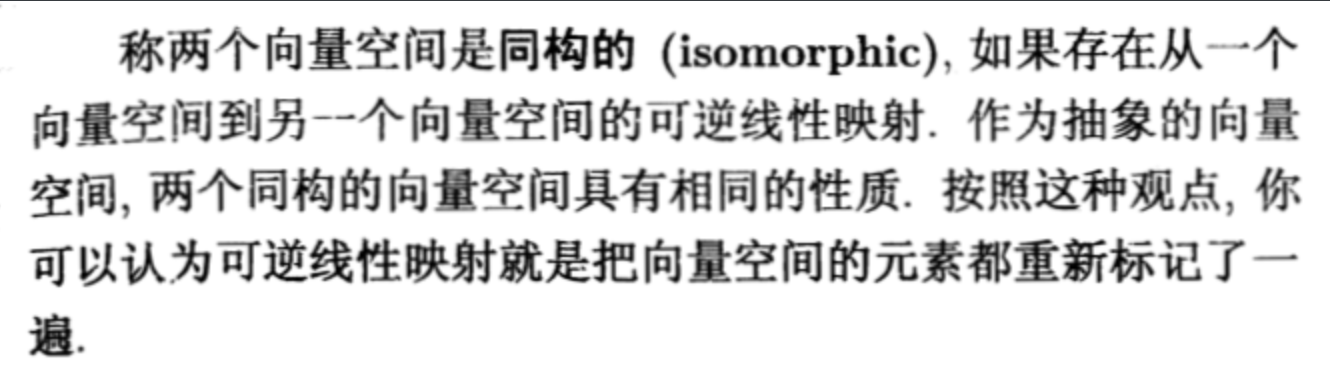 称两个向量空间是同构的 (isomorphic), 如果存在从一个
向量空间到另一个向量空间的可逆线性映射. 作为抽象的向量
空间, 两个同构的向量空间具有相同的性质. 按照这种观点, 你
可以认为可逆线性映射就是把向量空间的元素都重新标记了一
遍.